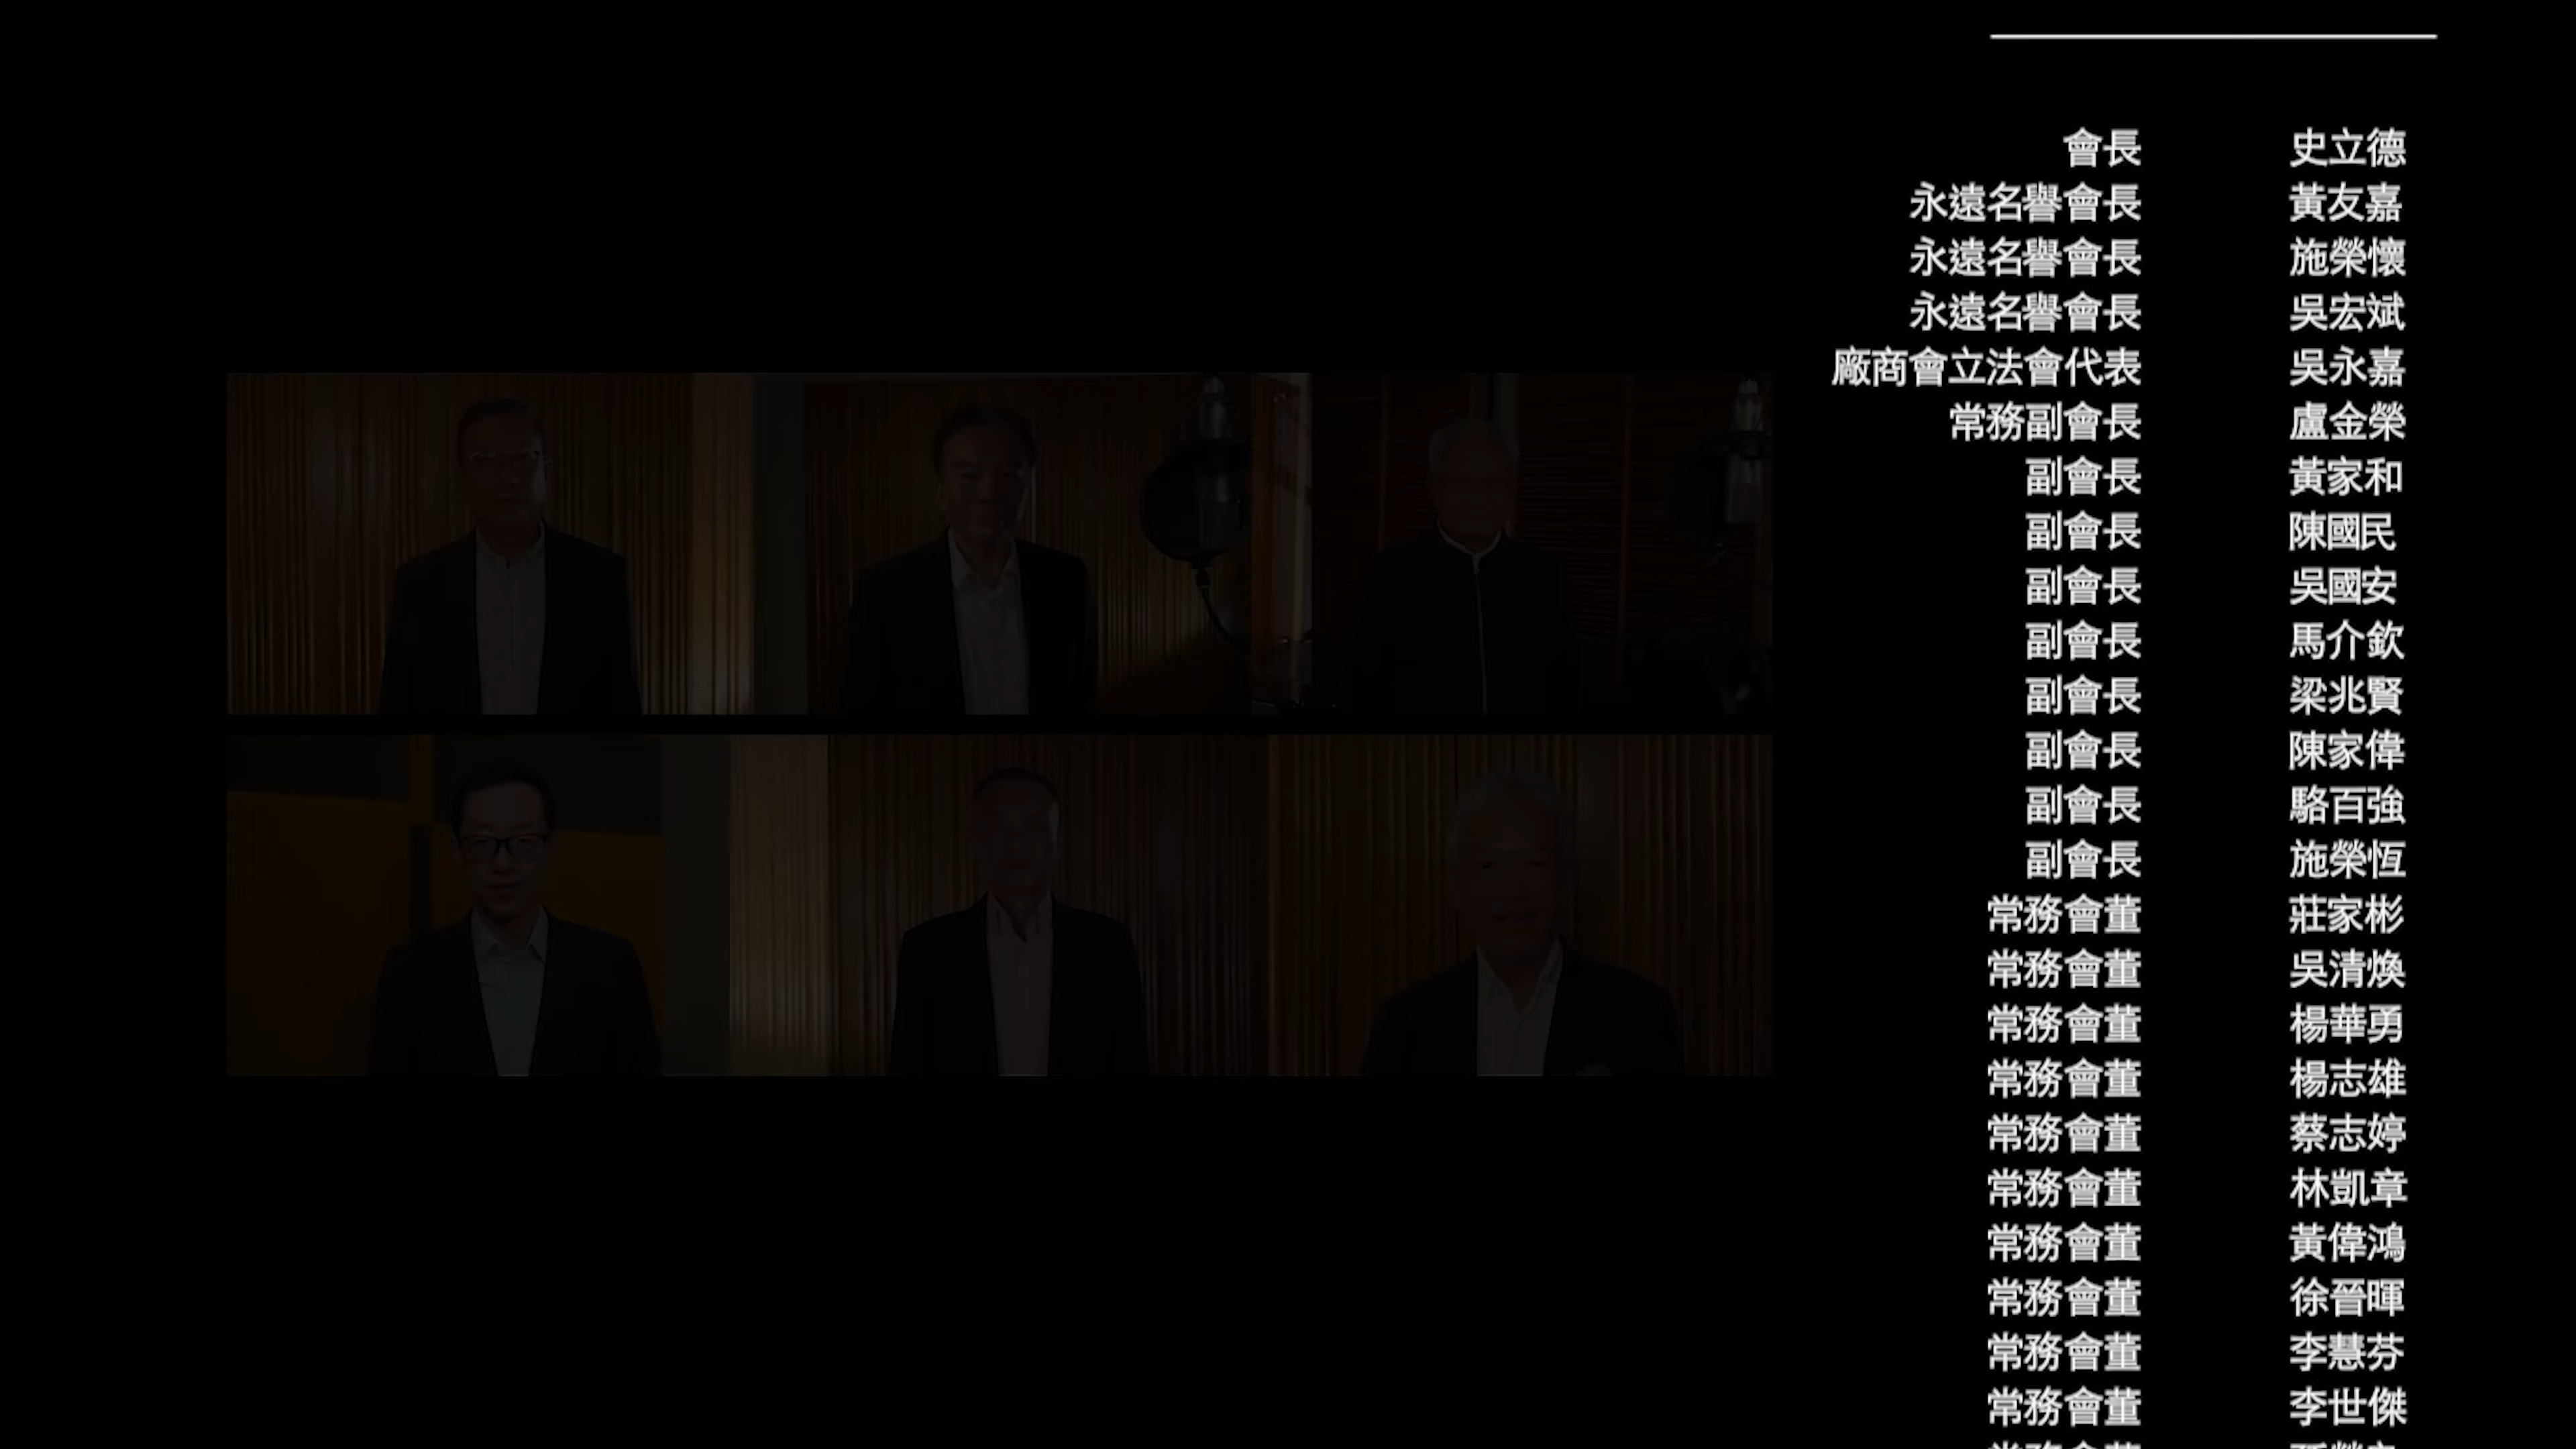 會長 史立德
永遠名譽會長 黃友嘉
永遠名譽會長 施榮懷
永遠名譽會長 吳宏斌
廠商會立法會代表 吳永嘉
常務副會長 盧金榮
副會長 黃家和
副會長 陳國民
副會長 吳國安
副會長 馬介欽
副會長 梁兆賢
副會長 陳家偉
副會長 駱百強
副會長 施榮恆
常務會董 莊家彬
常務會董 吳清煥
常務會董 楊華勇
常務會董 楊志雄
常務會董 蔡志婷
常務會董 林凱章
常務會董 黃偉鴻
常務會董 徐晉暉
常務會董 李慧芬
常務會董 李世傑